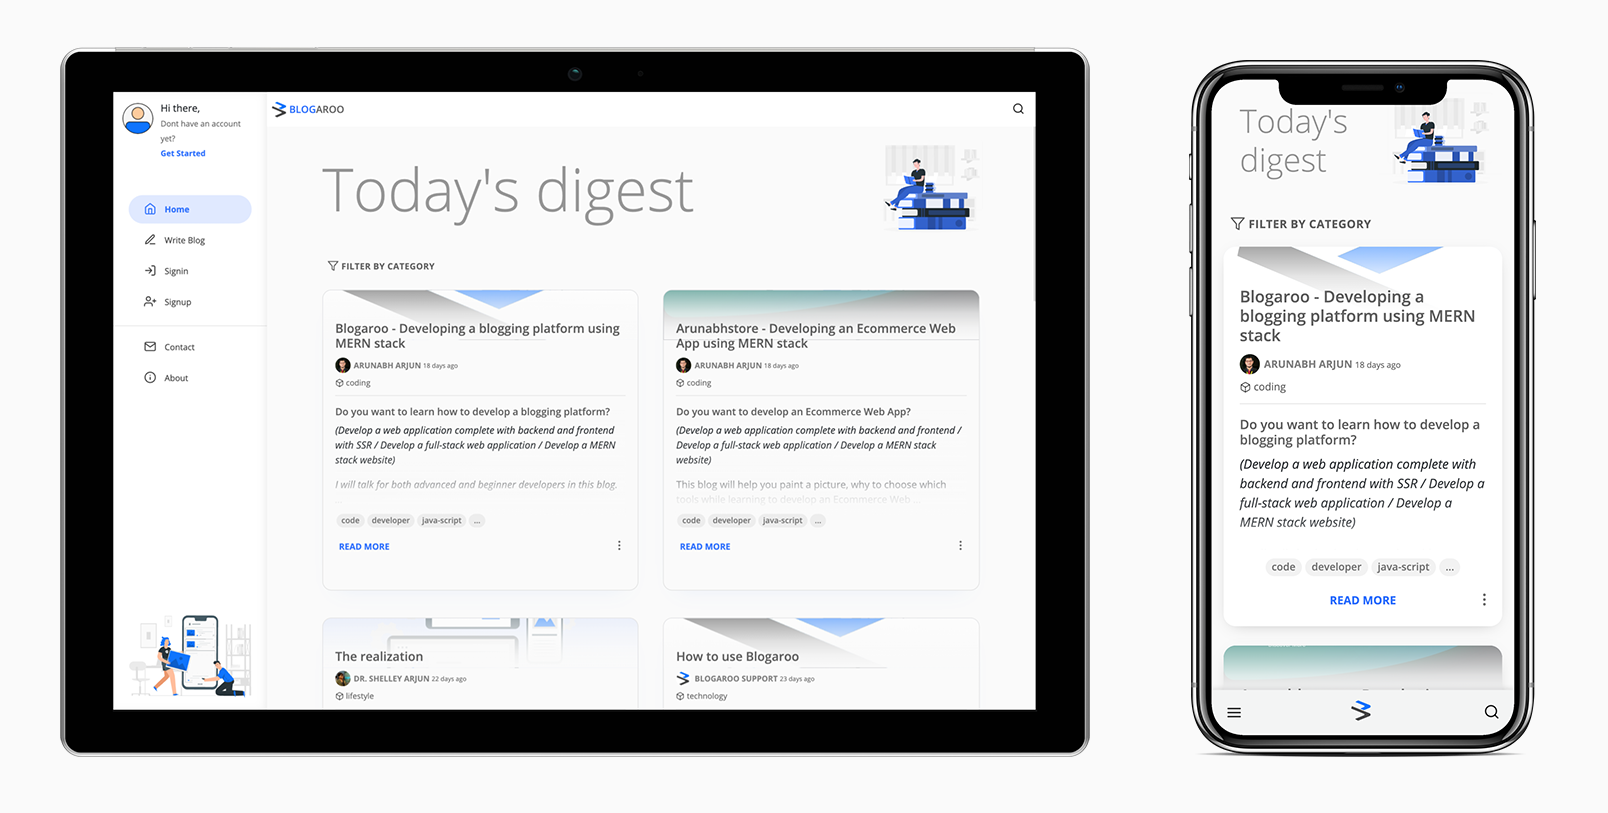 Hi there,
Dont have an account
yet?
Get Started
Home
Write Blog
Signin
Signup
Contact
About
BLOGAROO
Today's digest
FILTER BY CATEGORY
Blogaroo - Developing a blogging platform using
MERN stack
ARUNABH ARJUN 18 days ago
coding
Do you want to learn how to develop a blogging platform?
(Develop a web application complete with backend and frontend
with SSR / Develop a full-stack web application / Develop a MERN
stack website)
I will talk for both advanced and beginner developers in this blog.
...
code developer java-script ...
READ MORE
Arunabhstore - Developing an Ecommerce Web
App using MERN stack
ARUNABH ARJUN 18 days ago
coding
Do you want to develop an Ecommerce Web App?
(Develop a web application complete with backend and frontend /
Develop a full-stack web application / Develop a MERN stack
website)
This blog will help you paint a picture, why to choose which
tools while learning to develop an Ecommerce Web...
code developer java-script ...
READ MORE
The realization
DR. SHELLEY ARJUN 22 days ago
lifestyle
How to use Blogaroo
BLOGAROO SUPPORT 23 days ago
technology
Today's
digest
FILTER BY CATEGORY
Blogaroo - Developing a
blogging platform using MERN
stack
ARUNABH ARJUN 18 days ago
coding
Do you want to learn how to develop a
blogging platform?
(Develop a web application complete with
backend and frontend with SSR / Develop a
full-stack web application / Develop a
MERN stack website)
code developer java-script ...
READ MORE